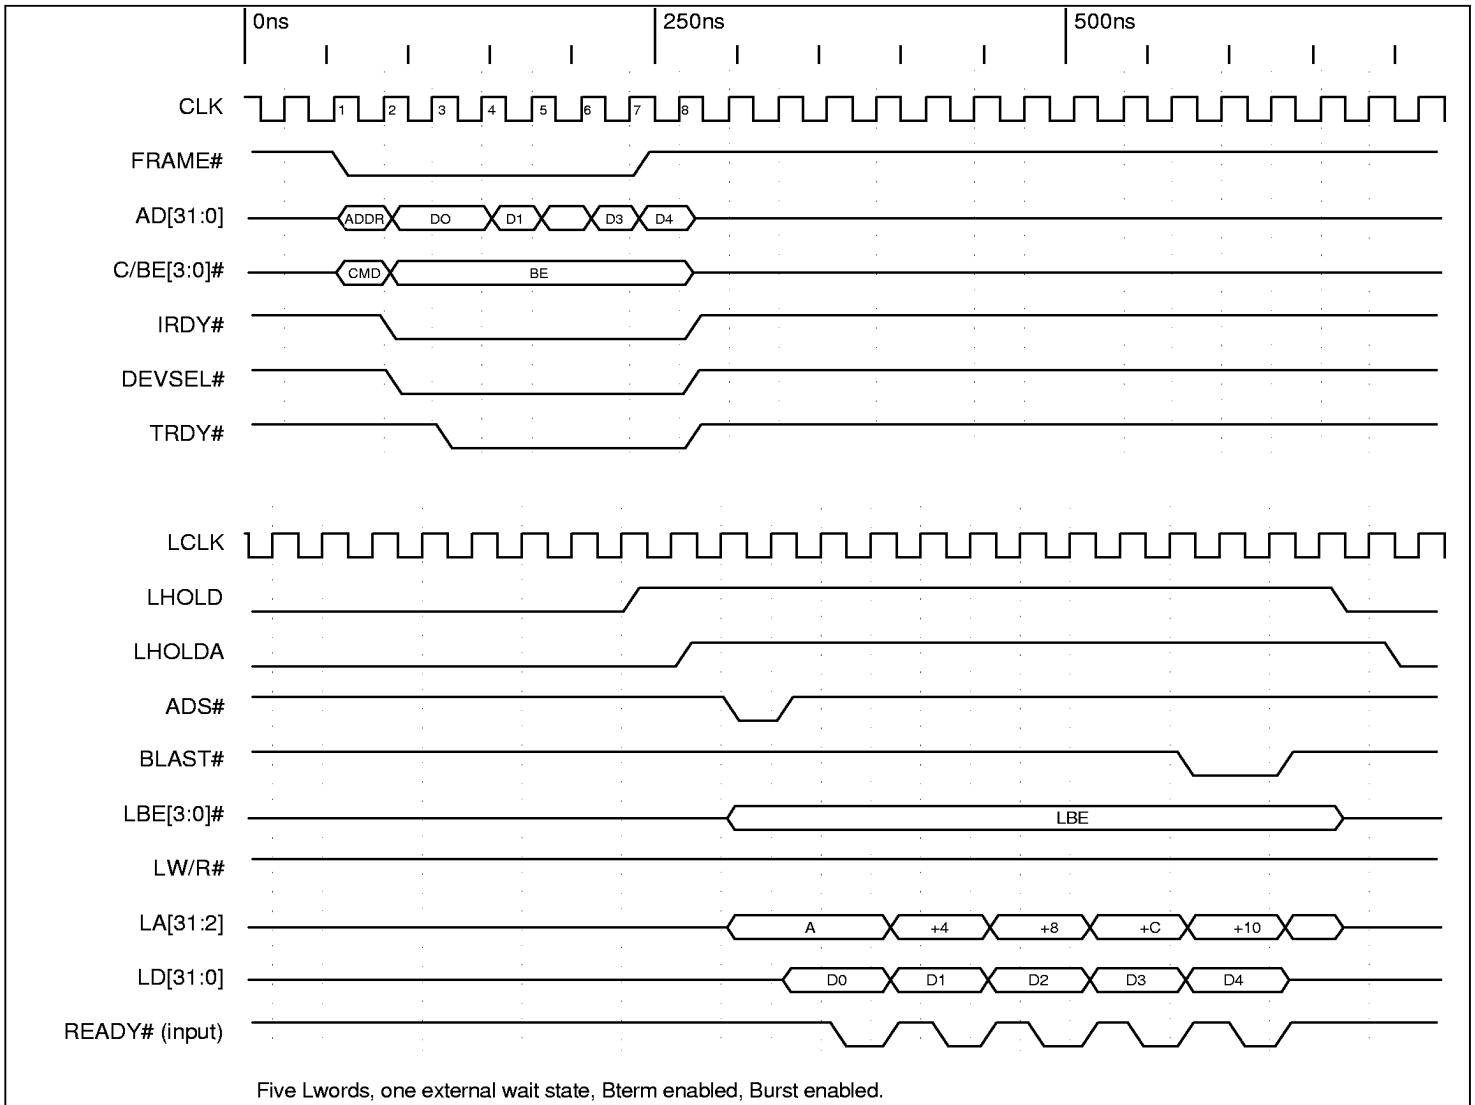 0ns 250ns 500ns
CLK 1 2 3 4 5 6 7 8
FRAME#
AD[31:0] ADDR DO D1 D3 D4
C/BE[3:0]# CMD BE
IRDY#
DEVSEL#
TRDY#
LCLK
LHOLD
LHOLDA
ADS#
BLAST#
LBE[3:0]# LBE
LW/R#
LA[31:2] A +4 +8 +C +10
LD[31:0] D0 D1 D2 D3 D4
READY# (input)
Five Lwords, one external wait state, Bterm enabled, Burst enabled.